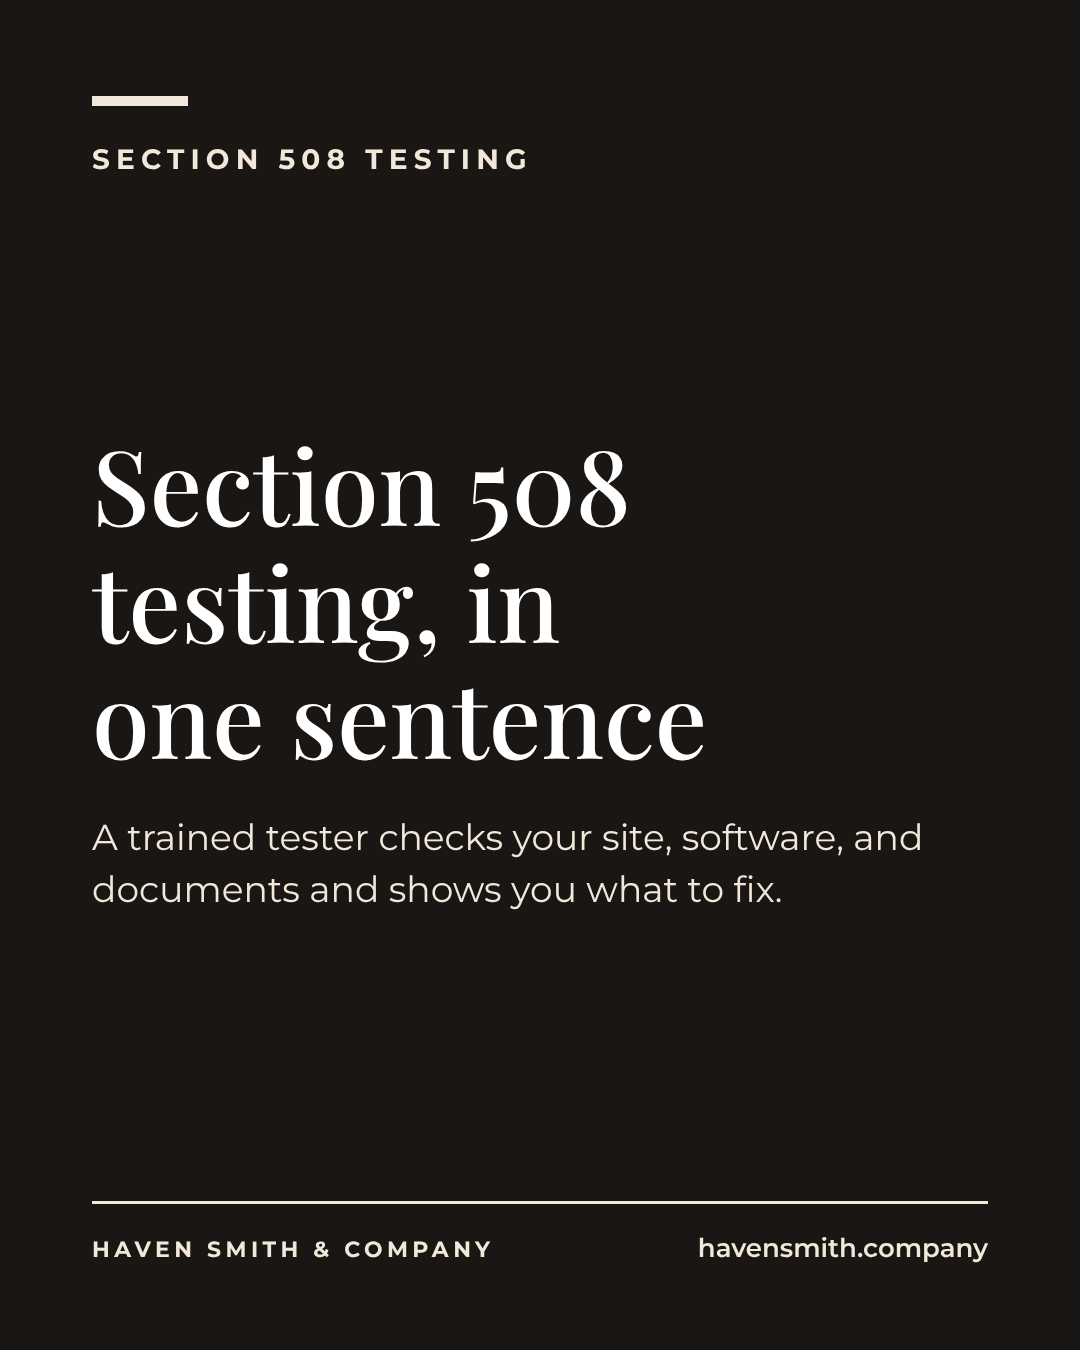 SECTION 508 TESTING
Section 508
testing, in
one sentence
A trained tester checks your site, software, and
documents and shows you what to fix.
HAVEN SMITH & COMPANY
havensmith.company